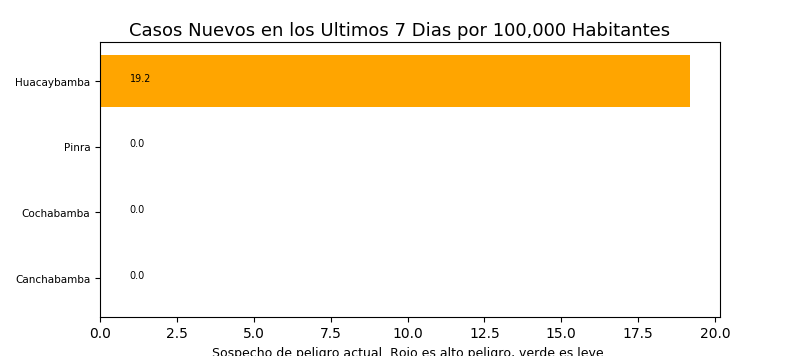 Casos Nuevos en los Ultimos 7 Dias por 100,000 Habitantes
Huacaybamba
19.2
Pinra
0.0
Cochabamba
0.0
Canchabamba
0.0
0.0 2.5 5.0 7.5 10.0 12.5 15.0 17.5 20.0
Sospecho de peligro actual. Rojo es alto peligro, verde es leve